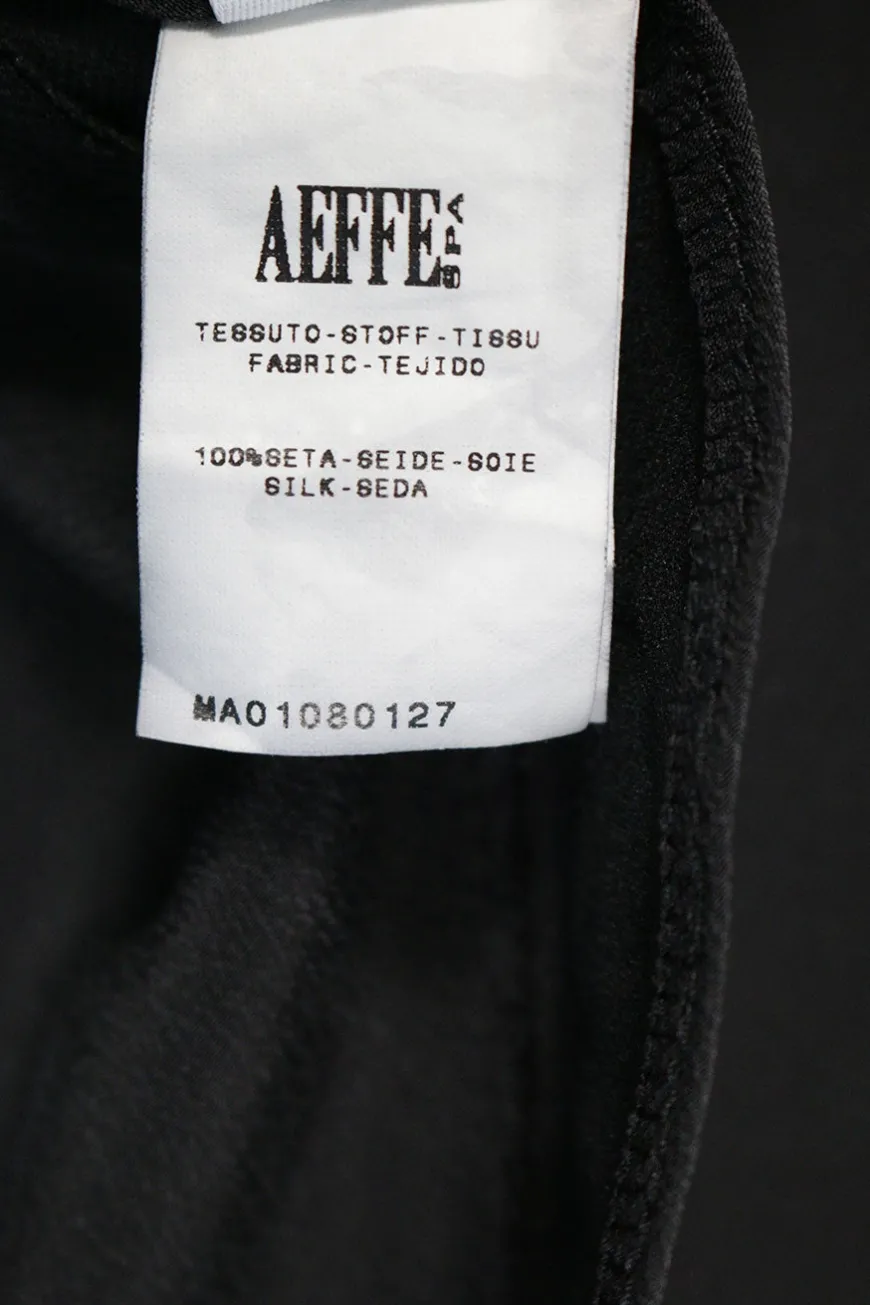 AEFFE SPA
TESSUTO-STOFF-TISSU
FABRIC-TEJIDO
100%SETA-SEIDE-SOIE
SILK-SEDA
MA01080127